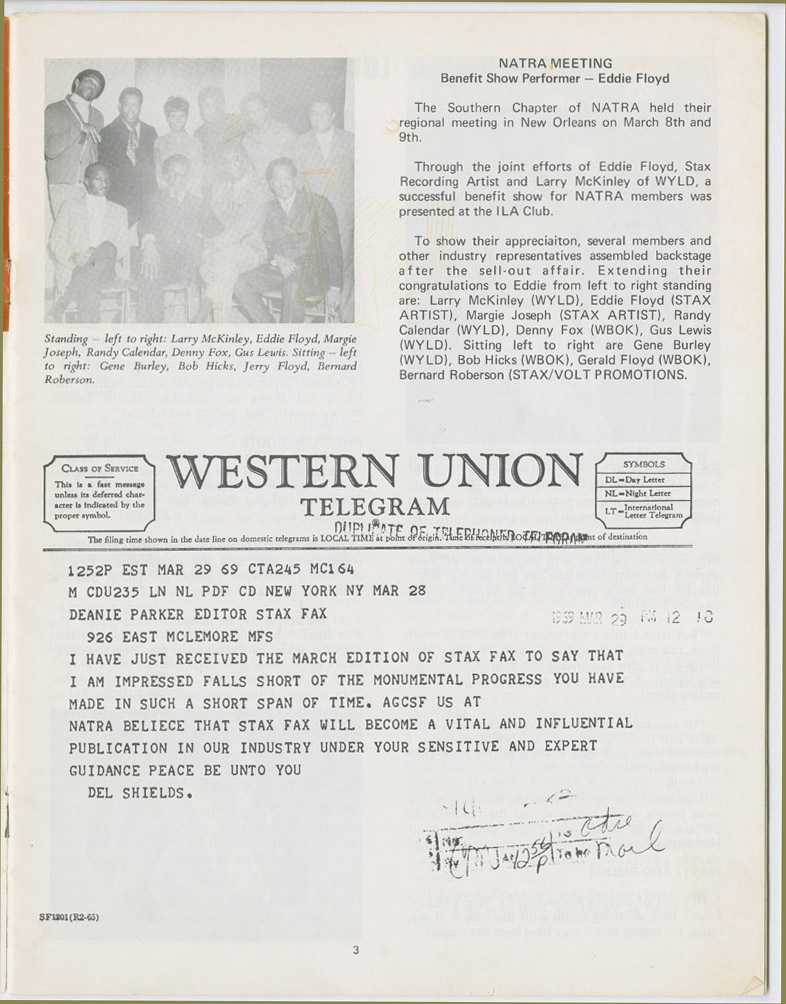 NATRA MEETING
Benefit Show Performer — Eddie Floyd
The Southern Chapter of NATRA held their
regional meeting in New Orleans on March 8th and
9th.
Through the joint efforts of Eddie Floyd, Stax
Recording Artist and Larry McKinley of WYLD, a
successful benefit show for NATRA members was
presented at the ILA Club.
To show their appreciaiton, several members and
other industry representatives assembled backstage
after the sell-out affair. Extending their
congratulations to Eddie from left to right standing
are: Larry McKinley (WYLD), Eddie Floyd (STAX
ARTIST), Margie Joseph (STAX ARTIST), Randy
Calendar (WYLD), Denny Fox (WBOK), Gus Lewis
(WYLD). Sitting left to right are Gene Burley
(WYLD), Bob Hicks (WBOK), Gerald Floyd (WBOK),
Bernard Roberson (STAX/VOLT PROMOTIONS.
Standing — left to right: Larry McKinley, Eddie Floyd, Margie
Joseph, Randy Calendar, Denny Fox, Gus Lewis. Sitting — left
to right: Gene Burley, Bob Hicks, Jerry Floyd, Bernard
Roberson.
CLASS OF SERVICE
This is a fast message
unless its deferred char-
acter is indicated by the
proper symbol.
WESTERN UNION
TELEGRAM
DUPLICATE OF TELEPHONED TELEGRAM
SYMBOLS
DL=Day Letter
NL=Night Letter
LT=International Letter Telegram
The filing time shown in the date line on domestic telegrams is LOCAL TIME at point of origin. Time of receipt is LOCAL TIME at point of destination
1252P EST MAR 29 69 CTA245 MC164
M CDU235 LN NL PDF CD NEW YORK NY MAR 28
DEANIE PARKER EDITOR STAX FAX
1969 MAR 29 PM 12 18
926 EAST MCLEMORE MFS
I HAVE JUST RECEIVED THE MARCH EDITION OF STAX FAX TO SAY THAT
I AM IMPRESSED FALLS SHORT OF THE MONUMENTAL PROGRESS YOU HAVE
MADE IN SUCH A SHORT SPAN OF TIME. AGCSF US AT
NATRA BELIECE THAT STAX FAX WILL BECOME A VITAL AND INFLUENTIAL
PUBLICATION IN OUR INDUSTRY UNDER YOUR SENSITIVE AND EXPERT
GUIDANCE PEACE BE UNTO YOU
DEL SHIELDS.
SF1201(R2-65)
3